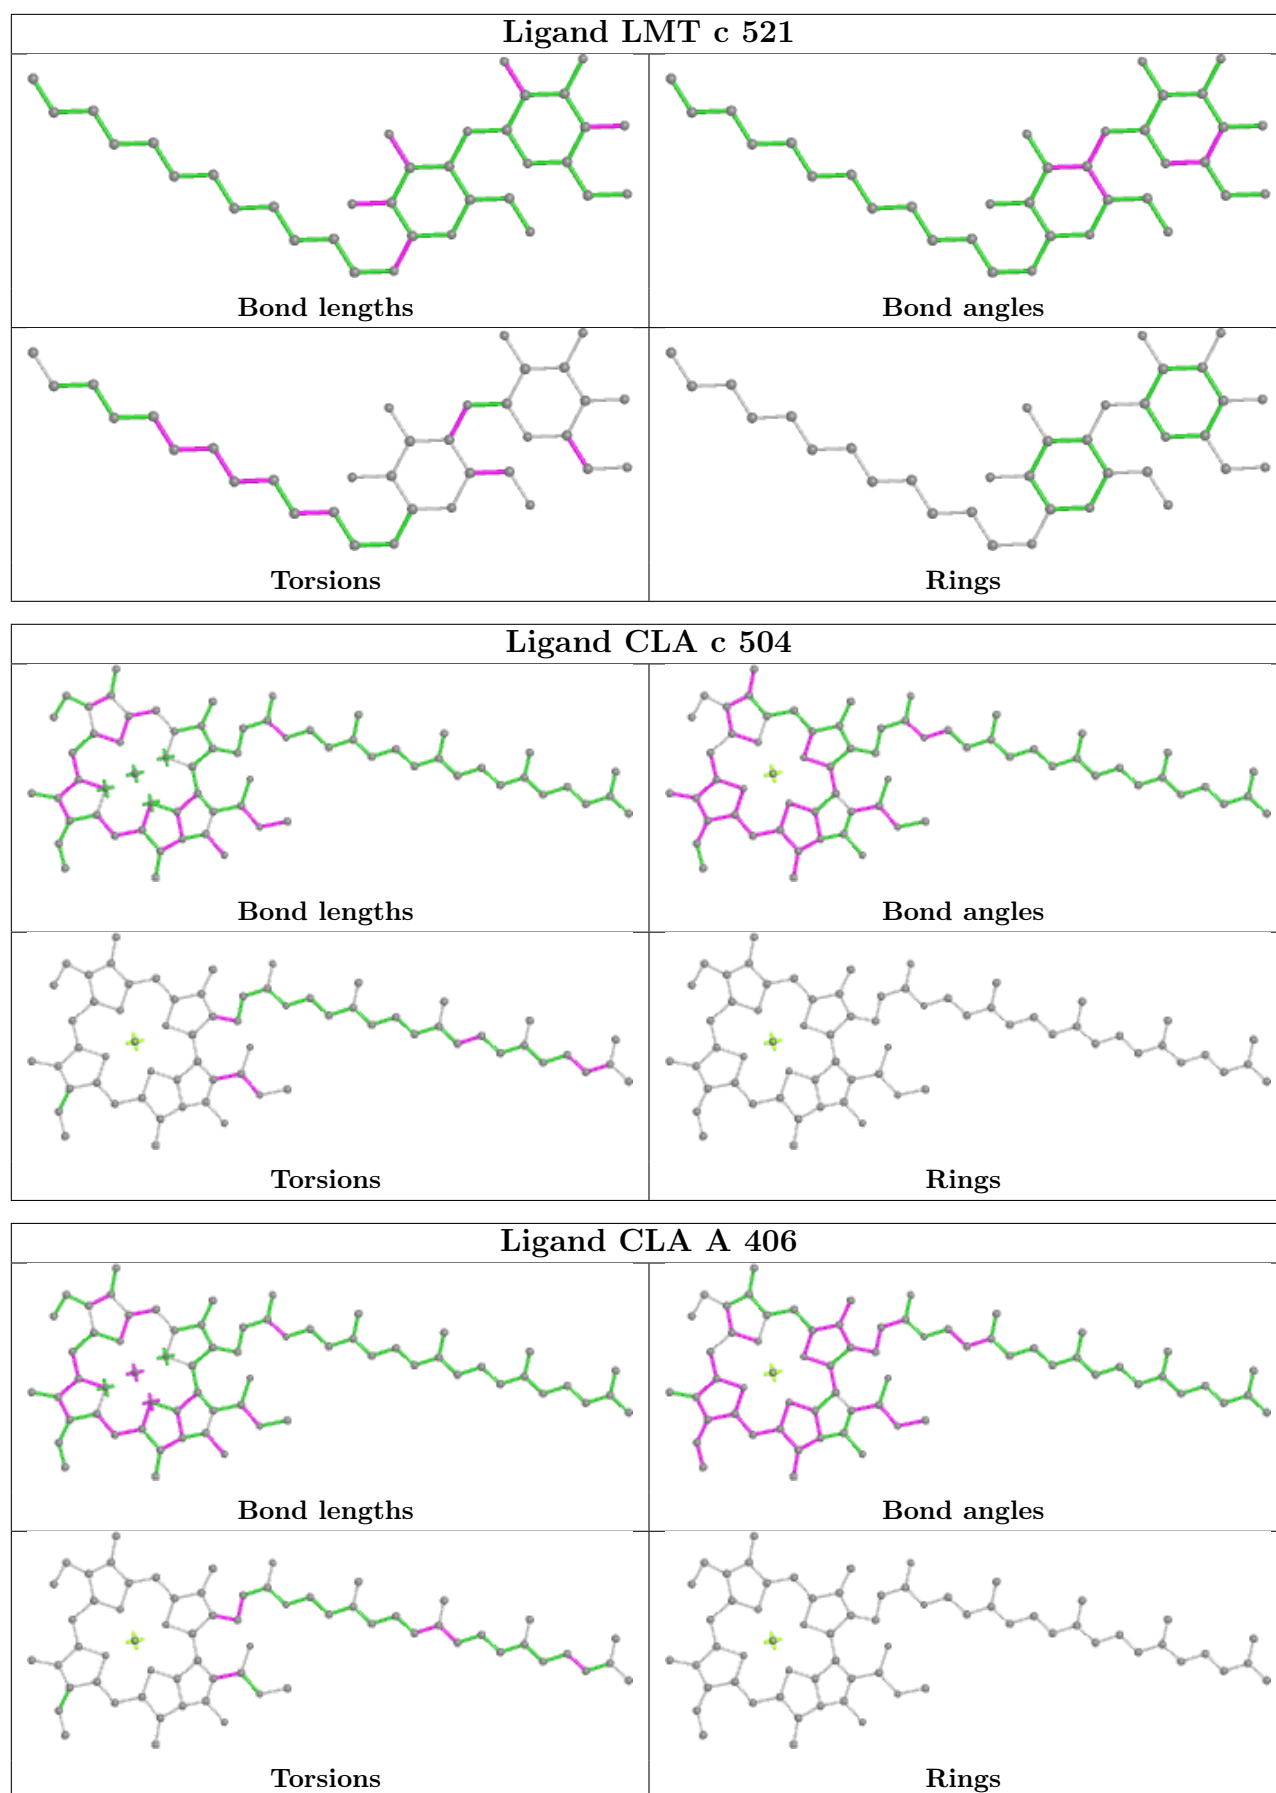 Ligand LMT c 521
Bond lengths
Bond angles
Torsions
Rings
Ligand CLA c 504
Bond lengths
Bond angles
Torsions
Rings
Ligand CLA A 406
Bond lengths
Bond angles
Torsions
Rings